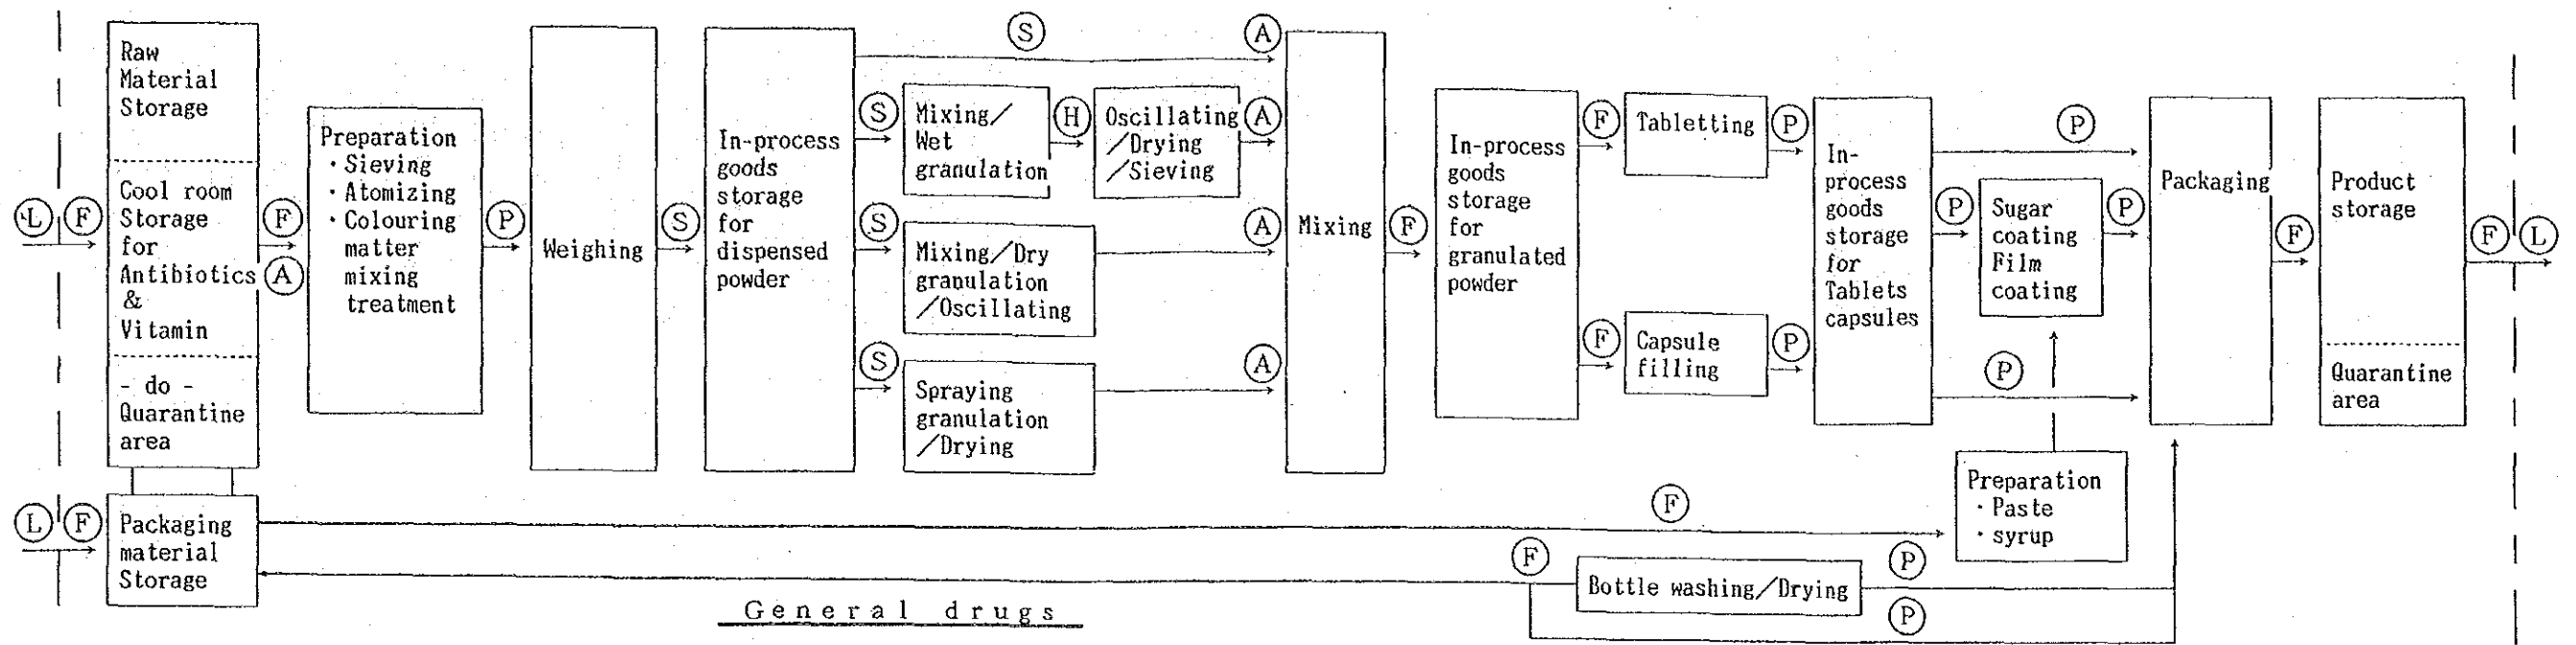 Raw
Material
Storage
Cool room
Storage
for
Antibiotics
&
Vitamin
- do -
Quarantine
area
L
F
F
A
Preparation
・Sieving
・Atomizing
・Colouring
matter
mixing
treatment
P
Weighing
S
In-process
goods
storage
for
dispensed
powder
S
A
S
Mixing/
Wet
granulation
H
Oscillating
/Drying
/Sieving
A
S
Mixing/Dry
granulation
/Oscillating
A
S
Spraying
granulation
/Drying
A
Mixing
F
In-process
goods
storage
for
granulated
powder
F
Tabletting
P
F
Capsule
filling
P
In-
process
goods
storage
for
Tablets
capsules
P
P
Sugar
coating
Film
coating
P
P
Packaging
F
Product
storage
Quarantine
area
F
L
L
F
Packaging
material
Storage
F
Preparation
・Paste
・syrup
F
Bottle washing/Drying
P
P
General drugs